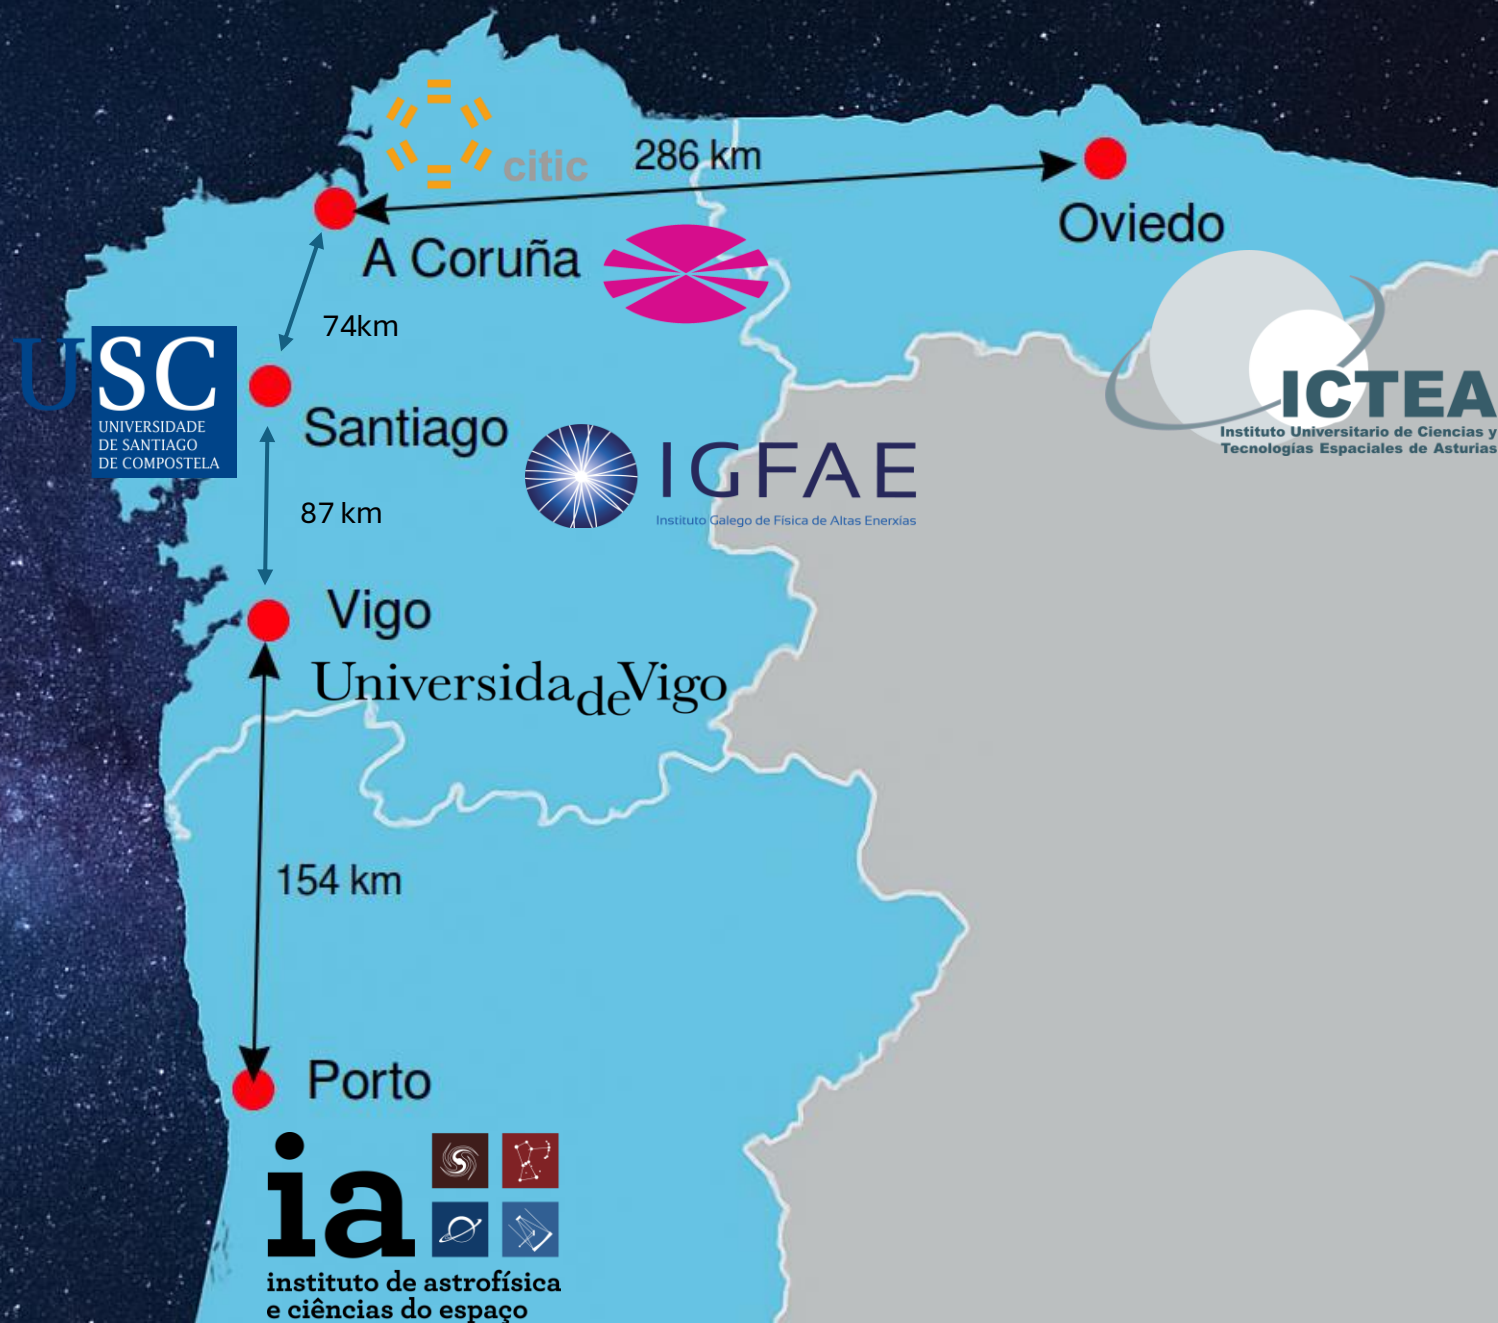 citic
286 km
Oviedo
A Coruña
74km
USC
UNIVERSIDADE
DE SANTIAGO
DE COMPOSTELA
Santiago
IGFAE
Instituto Galego de Física de Altas Enerxías
ICTEA
Instituto Universitario de Ciencias y
Tecnologías Espaciales de Asturias
87 km
Vigo
UniversidadeVigo
154 km
Porto
ia
instituto de astrofísica
e ciências do espaço